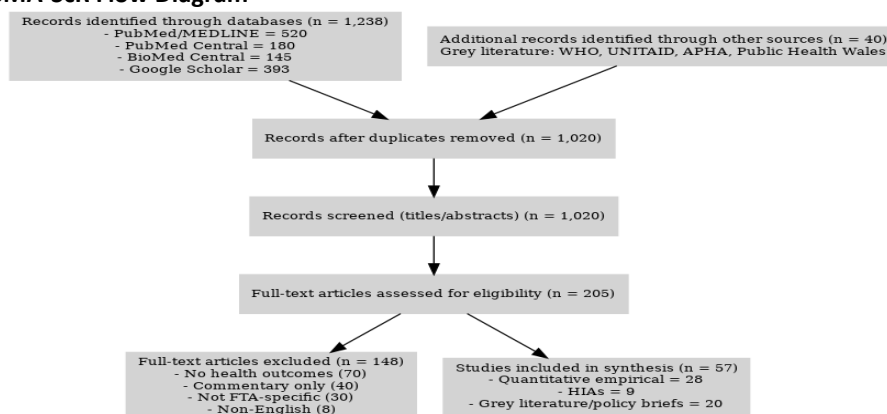 Flow Diagram
Records identified through databases (n = 1,238)
- PubMed/MEDLINE = 520
- PubMed Central = 180
- BioMed Central = 145
- Google Scholar = 393
Additional records identified through other sources (n = 40)
Grey literature: WHO, UNITAID, APHA, Public Health Wales
Records after duplicates removed (n = 1,020)
Records screened (titles/abstracts) (n = 1,020)
Full-text articles assessed for eligibility (n = 205)
Full-text articles excluded (n = 148)
- No health outcomes (70)
- Commentary only (40)
- Not FTA-specific (30)
- Non-English (8)
Studies included in synthesis (n = 57)
- Quantitative empirical = 28
- HIAs = 9
- Grey literature/policy briefs = 20